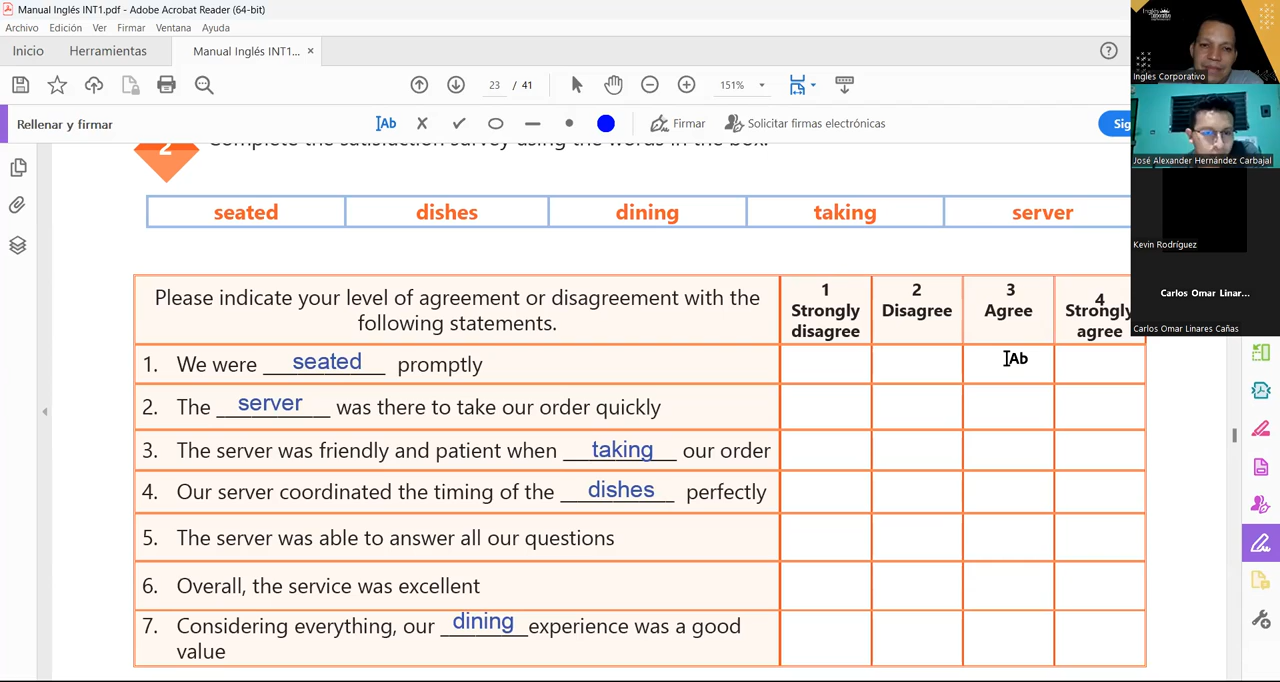 Manual Inglés INT1.pdf - Adobe Acrobat Reader (64-bit)
Archivo Edición Ver Firmar Ventana Ayuda
Inicio Herramientas Manual Inglés INT1... ×
23 / 41 151%
Rellenar y firmar Ab Firmar Solicitar firmas electrónicas Sig
2 Complete the satisfaction survey using the words in the box.
seated dishes dining taking server
Please indicate your level of agreement or disagreement with the following statements.
1 Strongly disagree
2 Disagree
3 Agree
4 Strongly agree
1. We were seated promptly
Ab
2. The server was there to take our order quickly
3. The server was friendly and patient when taking our order
4. Our server coordinated the timing of the dishes perfectly
5. The server was able to answer all our questions
6. Overall, the service was excellent
7. Considering everything, our dining experience was a good
value
Ingles Corporativo
José Alexander Hernández Carbajal
Kevin Rodríguez
Carlos Omar Linar...
Carlos Omar Linares Cañas